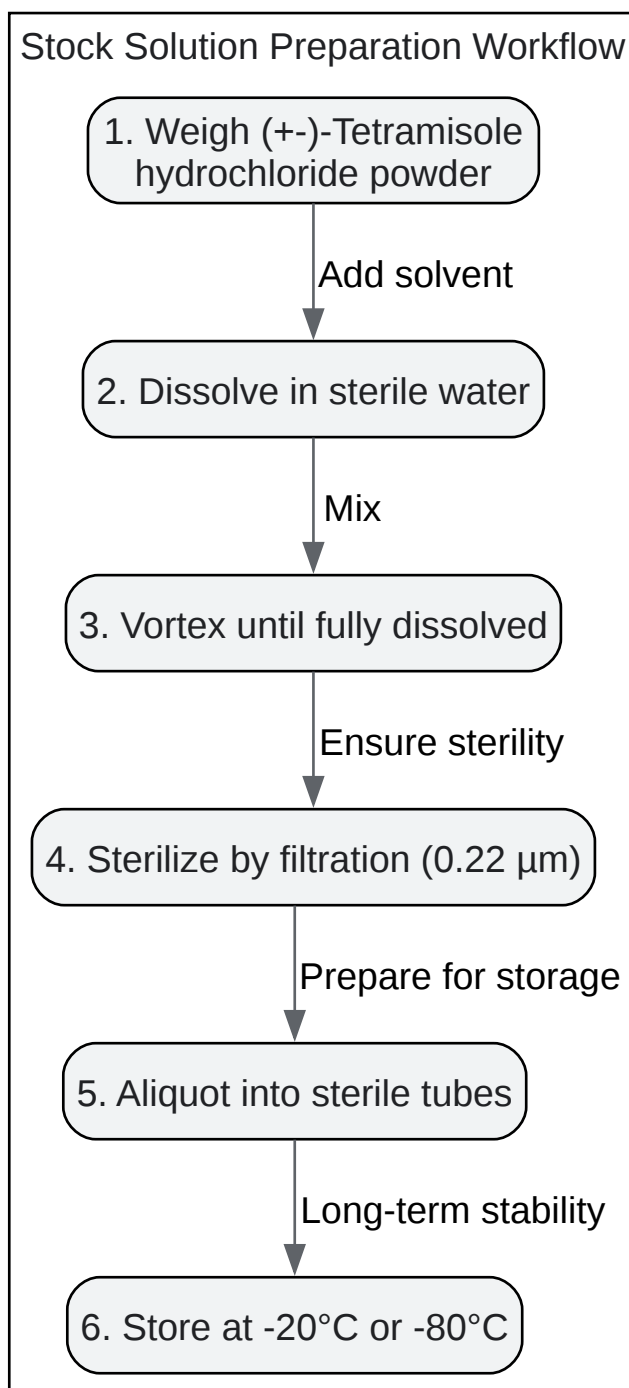 Stock Solution Preparation Workflow
1. Weigh (+-)-Tetramisole
hydrochloride powder
Add solvent
2. Dissolve in sterile water
Mix
3. Vortex until fully dissolved
Ensure sterility
4. Sterilize by filtration (0.22 µm)
Prepare for storage
5. Aliquot into sterile tubes
Long-term stability
6. Store at -20°C or -80°C